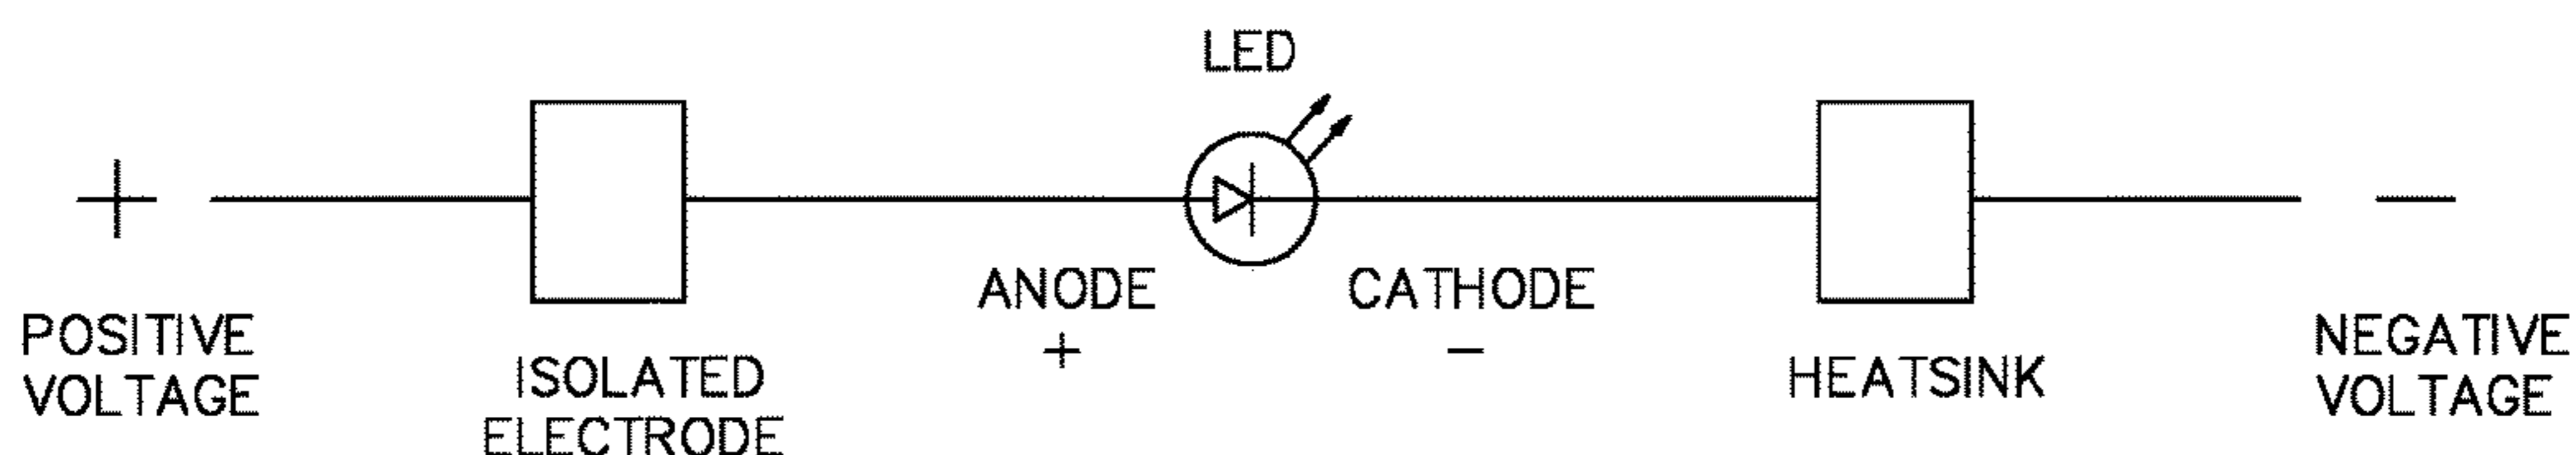 LED
+
−
ANODE
+
CATHODE
−
POSITIVE
VOLTAGE
ISOLATED
ELECTRODE
HEATSINK
NEGATIVE
VOLTAGE